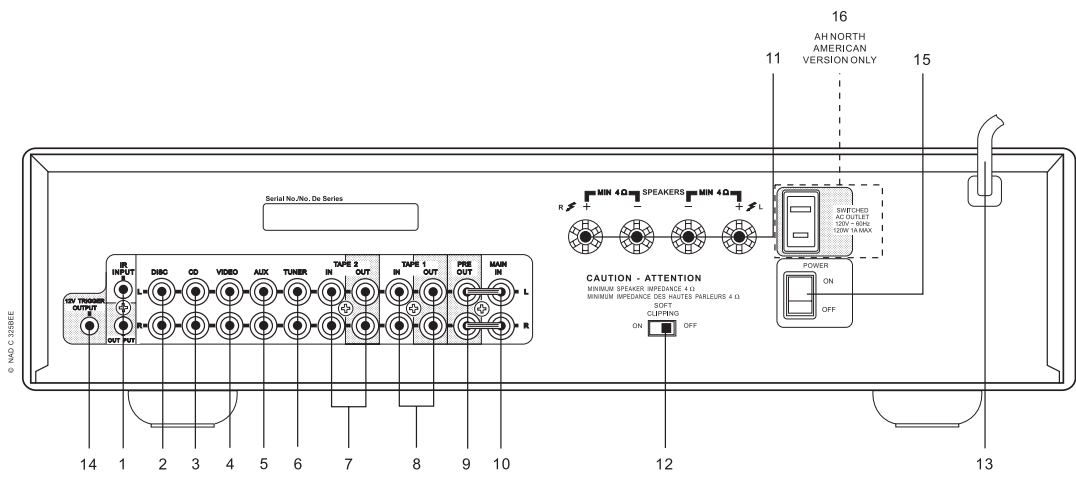 16
AH NORTH
AMERICAN
VERSION ONLY
11
15
MIN 4 Ω SPEAKERS MIN 4 Ω
R + – – + L
Serial No./No. De Series
SWITCHED
AC OUTLET
120V ~ 60Hz
120W 1A MAX
POWER
ON
OFF
IR
INPUT
DISC CD VIDEO AUX TUNER
TAPE 2
IN OUT
TAPE 1
IN OUT
PRE
OUT
MAIN
IN
L L
12V TRIGGER
OUTPUT
R R
OUTPUT
CAUTION - ATTENTION
MINIMUM SPEAKER IMPEDANCE 4 Ω
MINIMUM IMPEDANCE DES HAUTES PARLEURS 4 Ω
SOFT
CLIPPING
ON OFF
© NAD C 325BEE
14 1 2 3 4 5 6 7 8 9 10 12 13